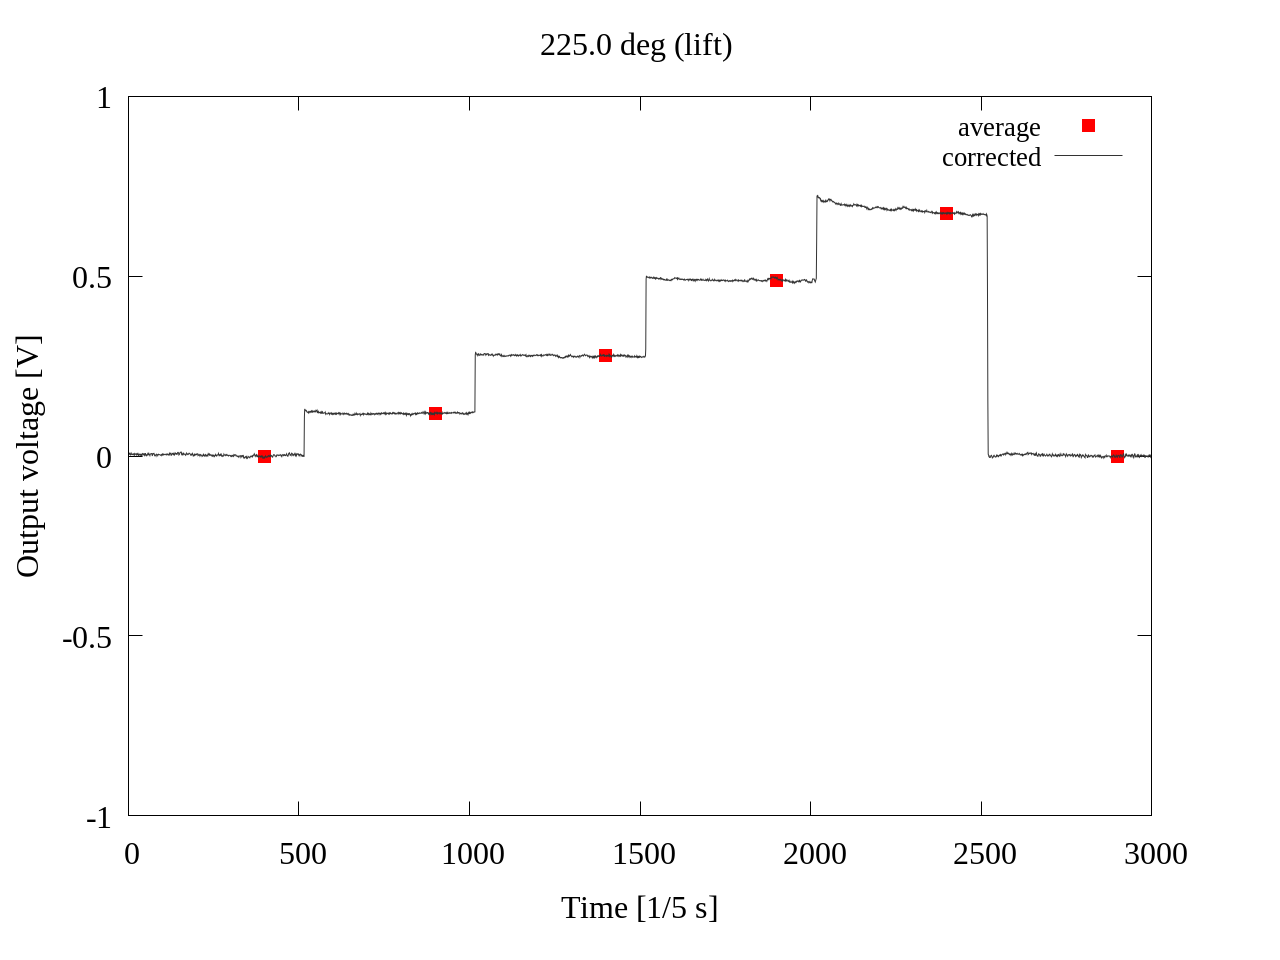 225.0 deg (lift)
average
corrected
1
0.5
0
-0.5
-1
Output voltage [V]
0 500 1000 1500 2000 2500 3000
Time [1/5 s]